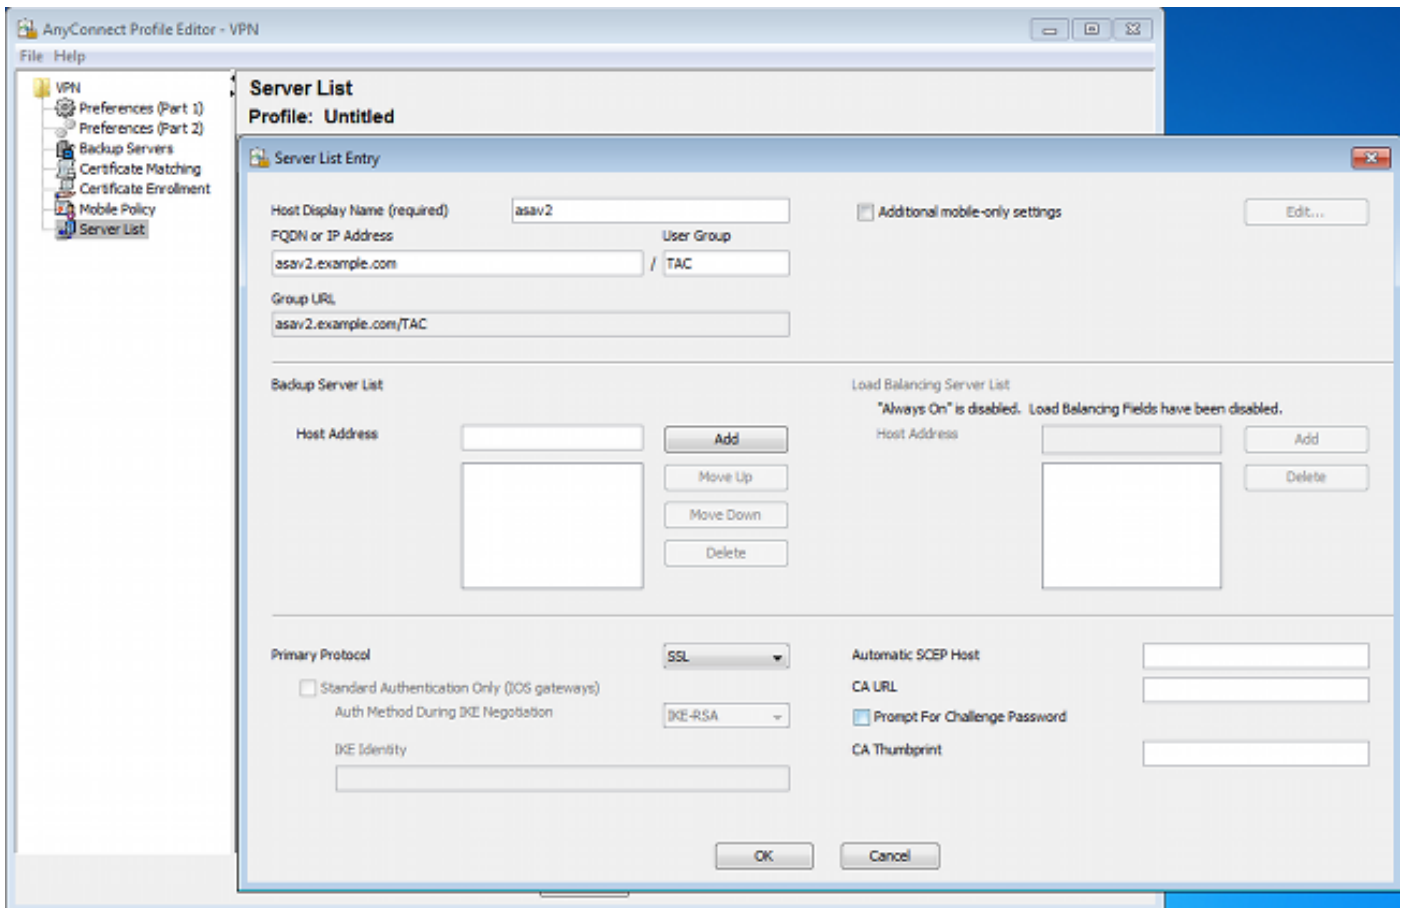 AnyConnect Profile Editor - VPN
File Help
VPN
Preferences (Part 1)
Preferences (Part 2)
Backup Servers
Certificate Matching
Certificate Enrollment
Mobile Policy
Server List
Server List
Profile: Untitled
Server List Entry
Host Display Name (required) asav2 Additional mobile-only settings Edit...
FQDN or IP Address User Group
asav2.example.com / TAC
Group URL
asav2.example.com/TAC
Backup Server List Load Balancing Server List
"Always On" is disabled. Load Balancing Fields have been disabled.
Host Address Add Host Address Add
Move Up Delete
Move Down
Delete
Primary Protocol SSL Automatic SCEP Host
Standard Authentication Only (IOS gateways) CA URL
Auth Method During IKE Negotiation IKE-RSA Prompt For Challenge Password
IKE Identity CA Thumbprint
OK Cancel